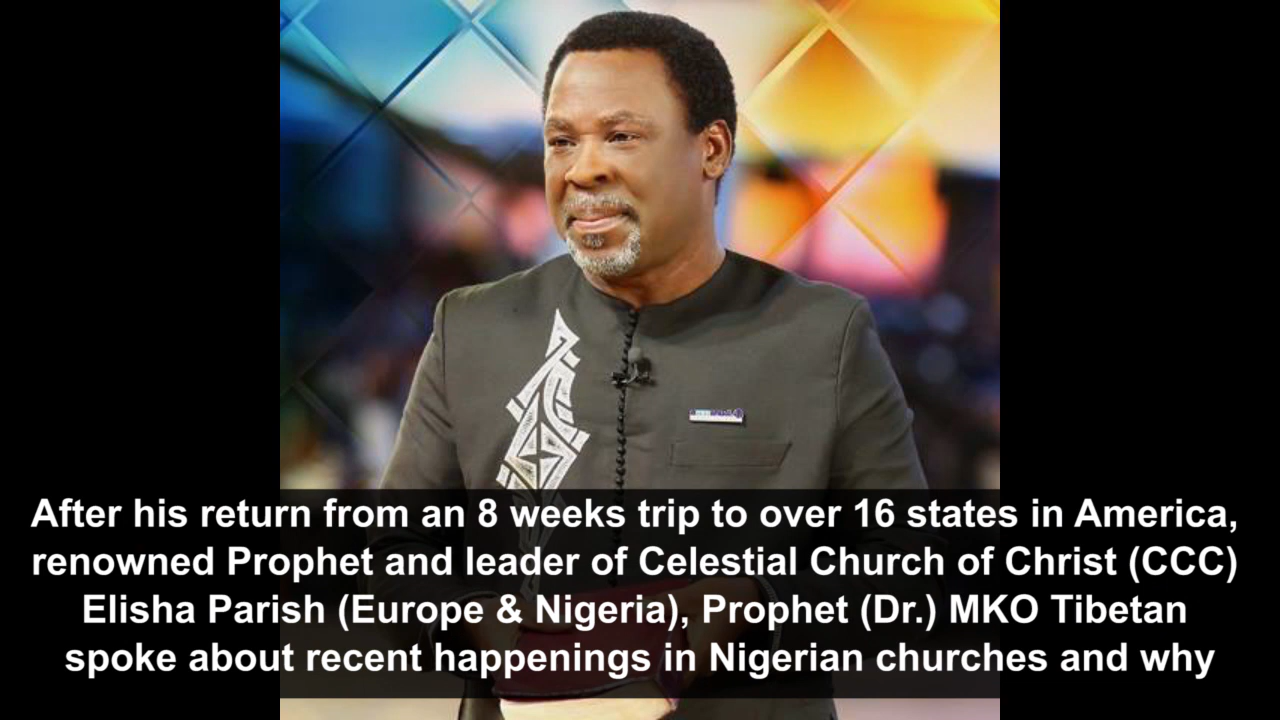 After his return from an 8 weeks trip to over 16 states in America,
renowned Prophet and leader of Celestial Church of Christ (CCC)
Elisha Parish (Europe & Nigeria), Prophet (Dr.) MKO Tibetan
spoke about recent happenings in Nigerian churches and why